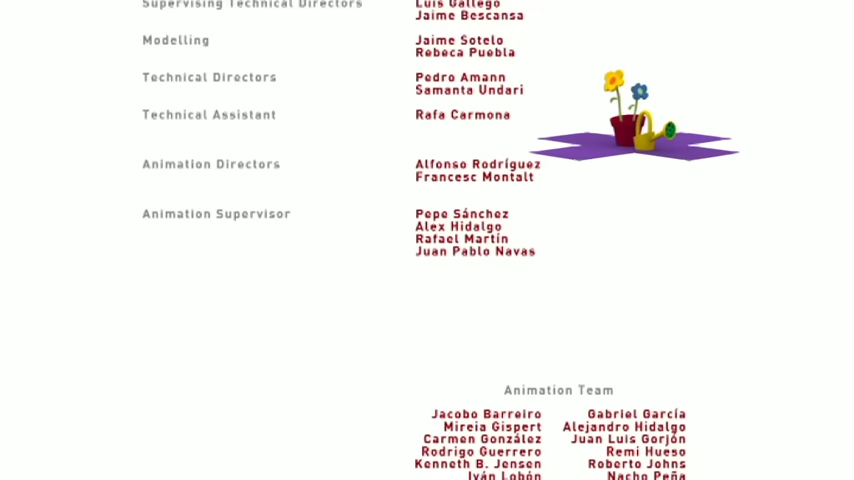 Supervising Technical Directors Luis Gallego
Jaime Bescansa
Modelling Jaime Sotelo
Rebeca Puebla
Technical Directors Pedro Amann
Samanta Undari
Technical Assistant Rafa Carmona
Animation Directors Alfonso Rodríguez
Francesc Montalt
Animation Supervisor Pepe Sánchez
Alex Hidalgo
Rafael Martín
Juan Pablo Navas
Animation Team
Jacobo Barreiro Gabriel García
Mireia Gispert Alejandro Hidalgo
Carmen González Juan Luis Gorjón
Rodrigo Guerrero Remi Hueso
Kenneth B. Jensen Roberto Johns
Iván Lobón Nacho Peña